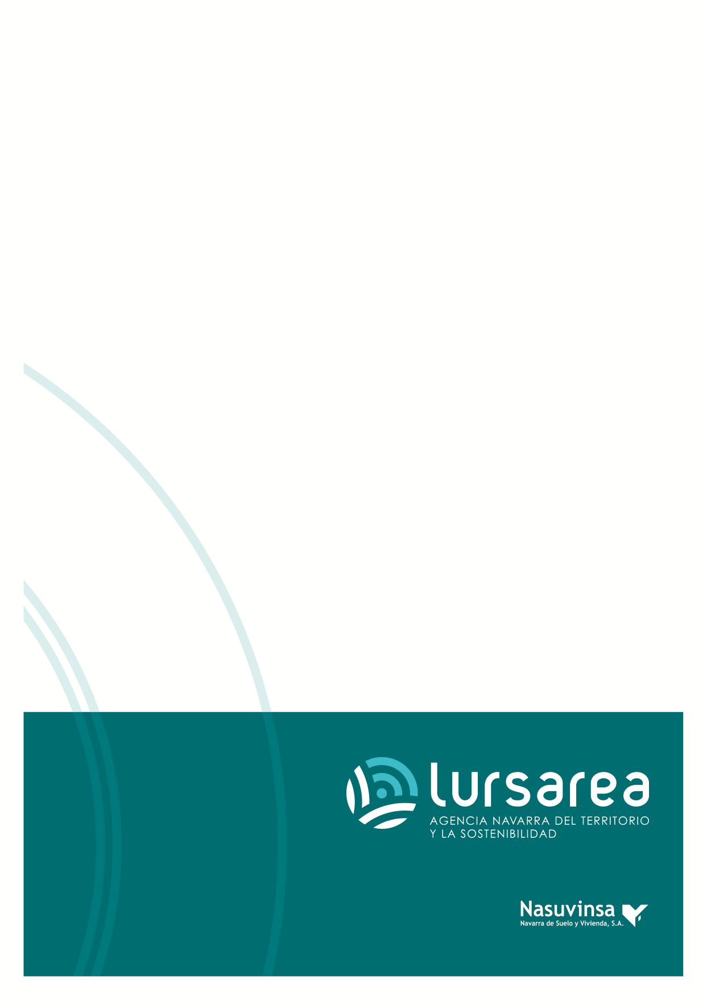 lursarea
AGENCIA NAVARRA DEL TERRITORIO
Y LA SOSTENIBILIDAD
Nasuvinsa
Navarra de Suelo y Vivienda, S.A.